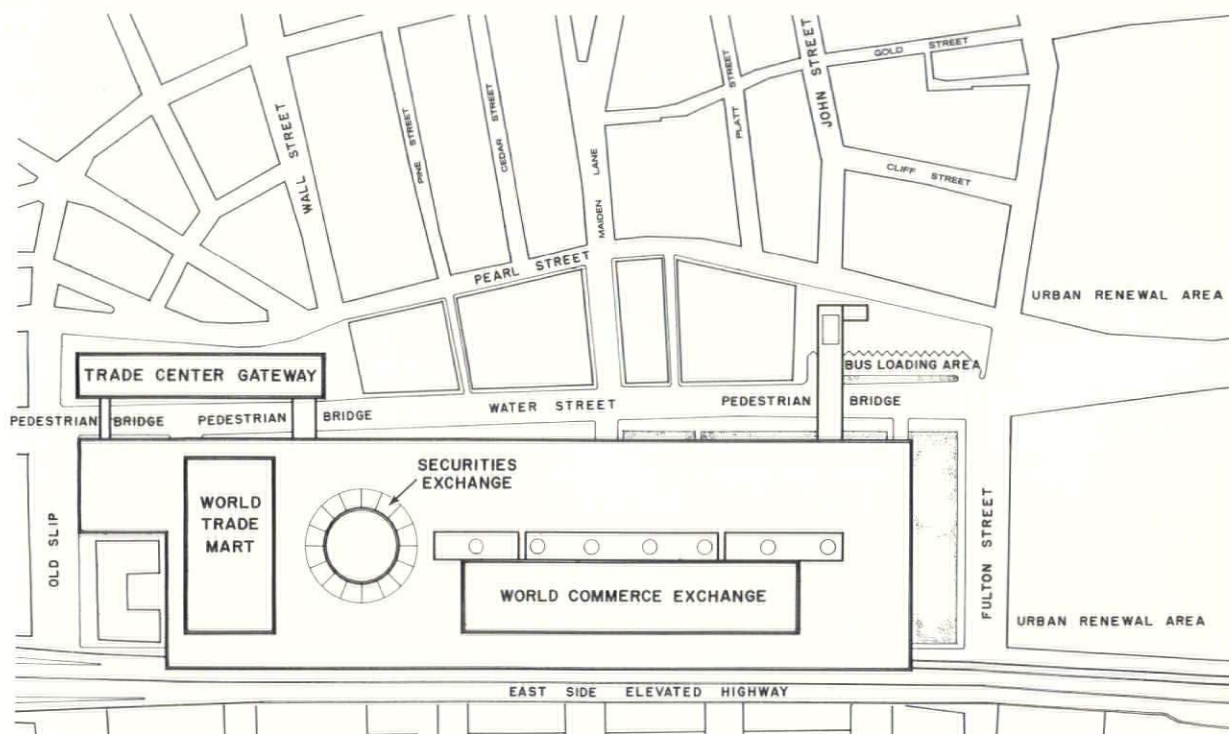 GOLD STREET
JOHN STREET
PLATT STREET
WALL STREET
PINE STREET
CEDAR STREET
MAIDEN LANE
CLIFF STREET
PEARL STREET
URBAN RENEWAL AREA
TRADE CENTER GATEWAY
BUS LOADING AREA
PEDESTRIAN BRIDGE
PEDESTRIAN BRIDGE
WATER STREET
PEDESTRIAN BRIDGE
SECURITIES
EXCHANGE
WORLD
TRADE
MART
OLD SLIP
FULTON STREET
WORLD COMMERCE EXCHANGE
URBAN RENEWAL AREA
EAST SIDE ELEVATED HIGHWAY